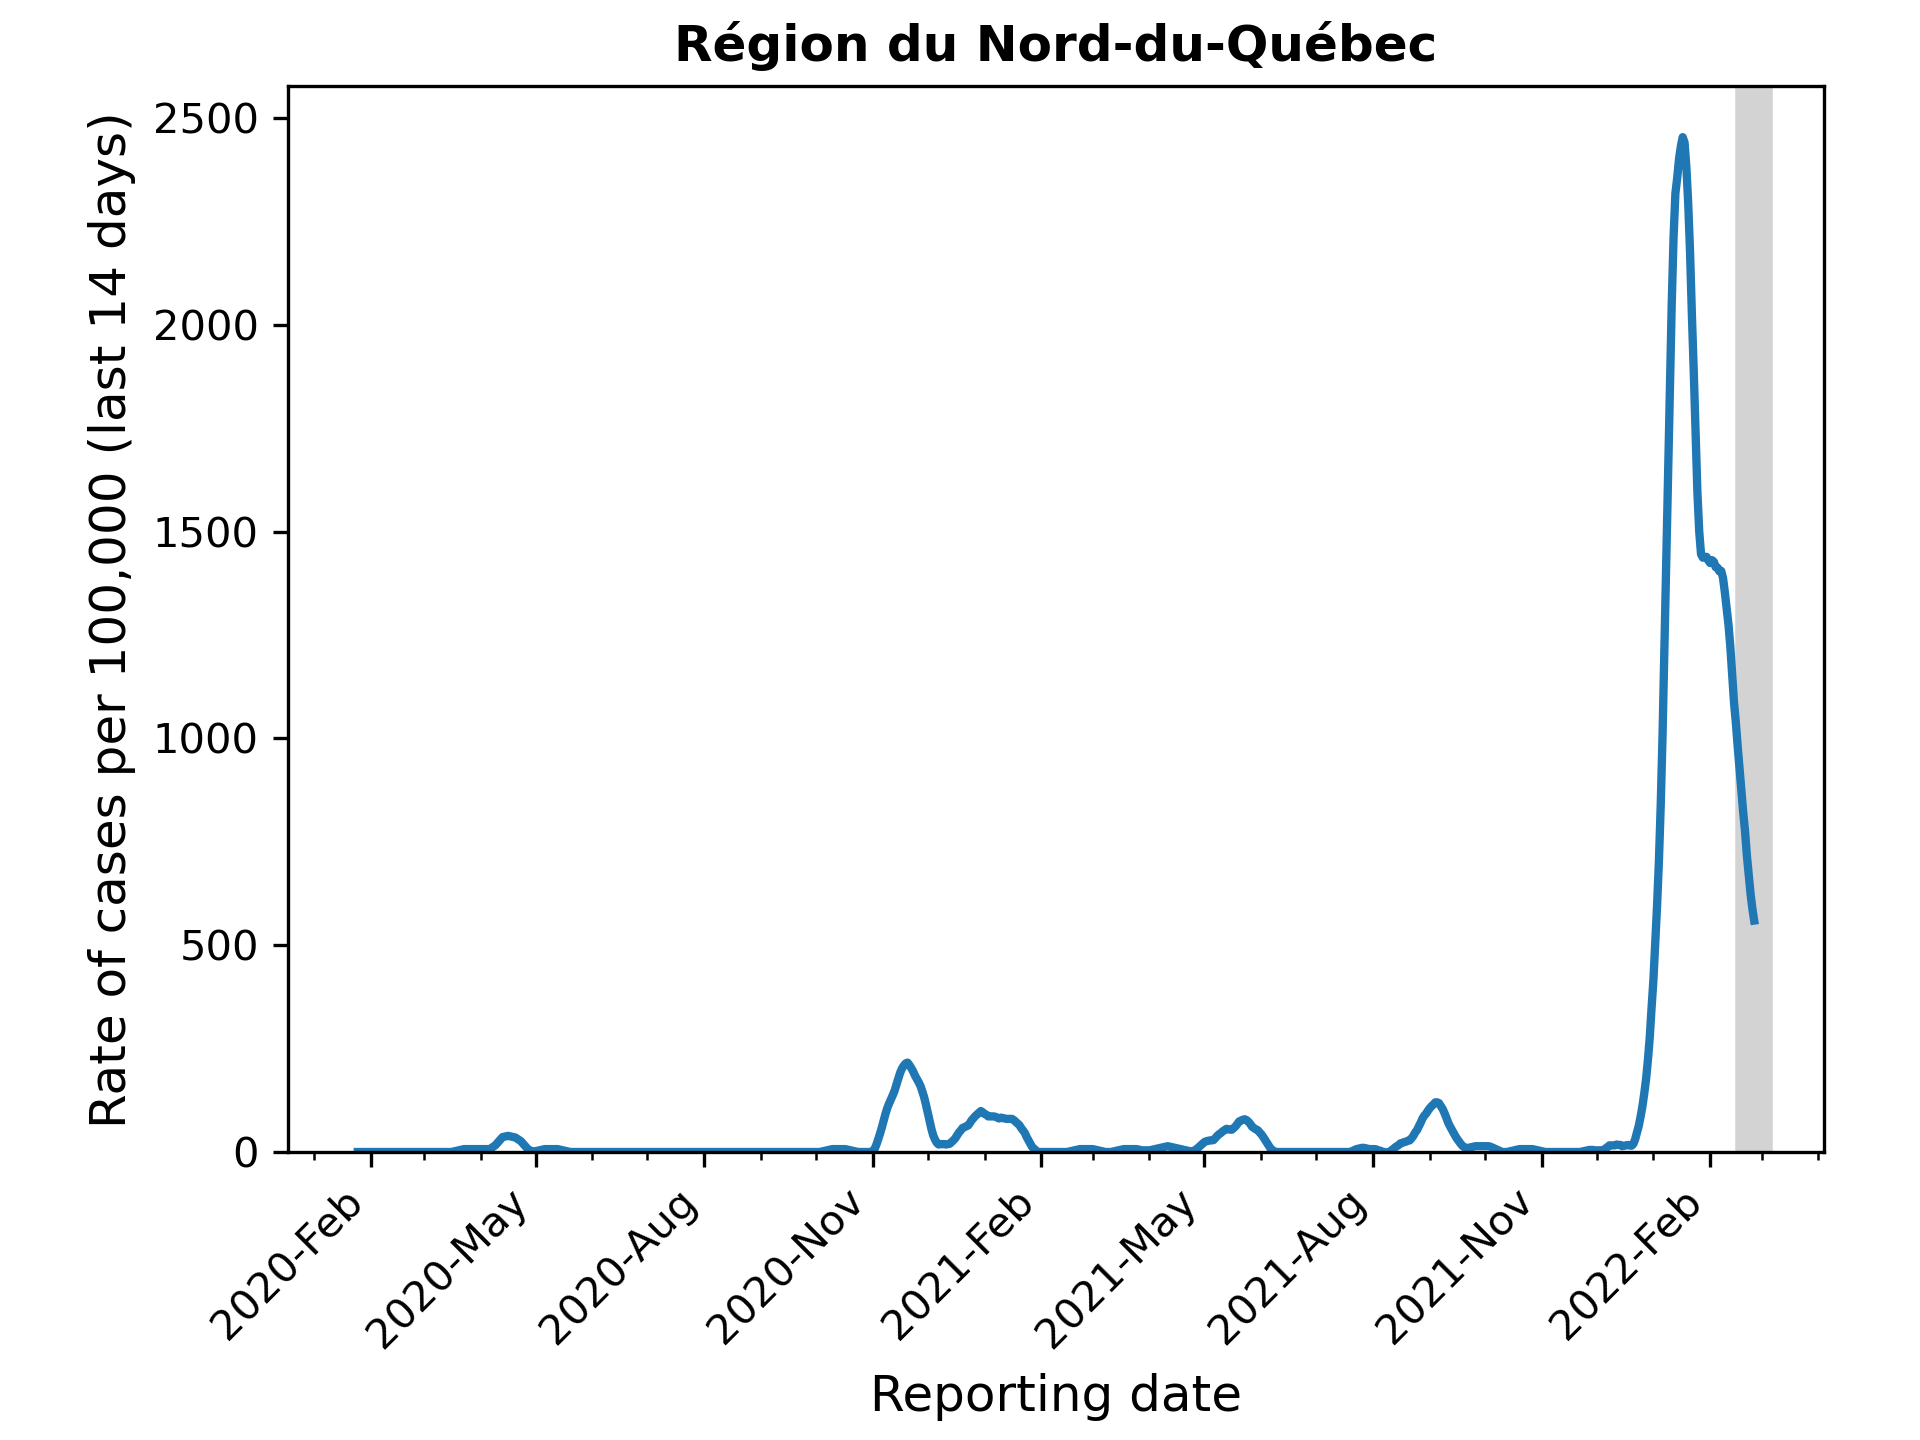 Région du Nord-du-Québec
Rate of cases per 100,000 (last 14 days)
2500
2000
1500
1000
500
0
2020-Feb
2020-May
2020-Aug
2020-Nov
2021-Feb
2021-May
2021-Aug
2021-Nov
2022-Feb
Reporting date